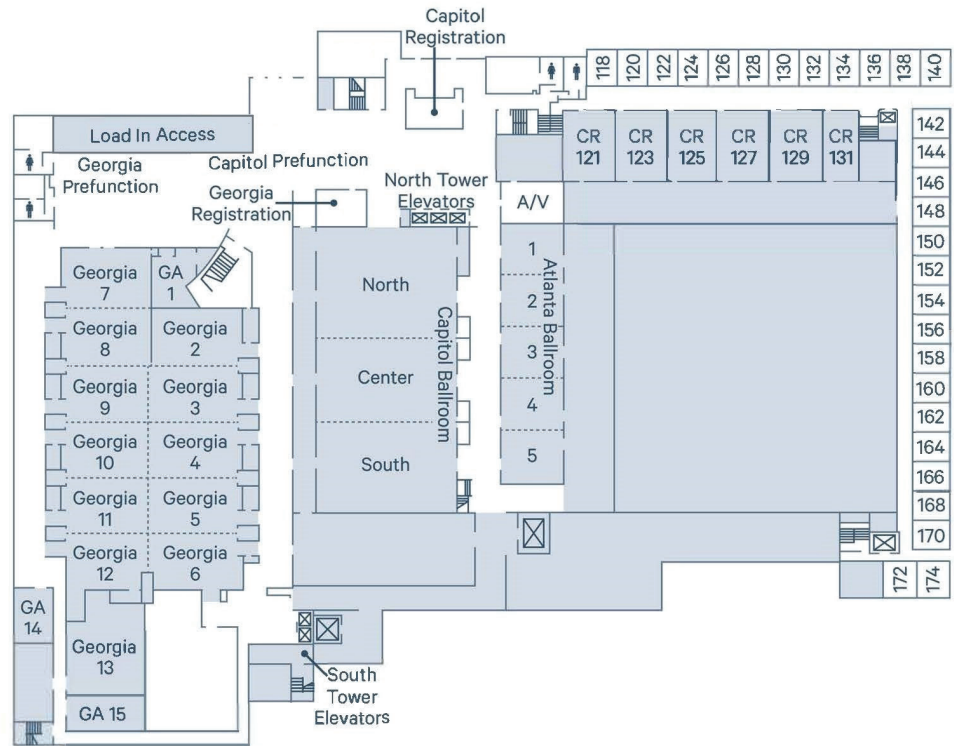 Capitol
Registration
118
120
122
124
126
128
130
132
134
136
138
140
Load In Access
Georgia
Prefunction
Capitol Prefunction
Georgia
Registration
North Tower
Elevators
CR
121
CR
123
CR
125
CR
127
CR
129
CR
131
A/V
142
144
146
148
150
152
154
156
158
160
162
164
166
168
170
172
174
Georgia
7
GA
1
Georgia
8
Georgia
2
Georgia
9
Georgia
3
Georgia
10
Georgia
4
Georgia
11
Georgia
5
Georgia
12
Georgia
6
GA
14
Georgia
13
GA 15
North
Center
South
Capitol Ballroom
1
2
3
4
5
Atlanta Ballroom
South
Tower
Elevators